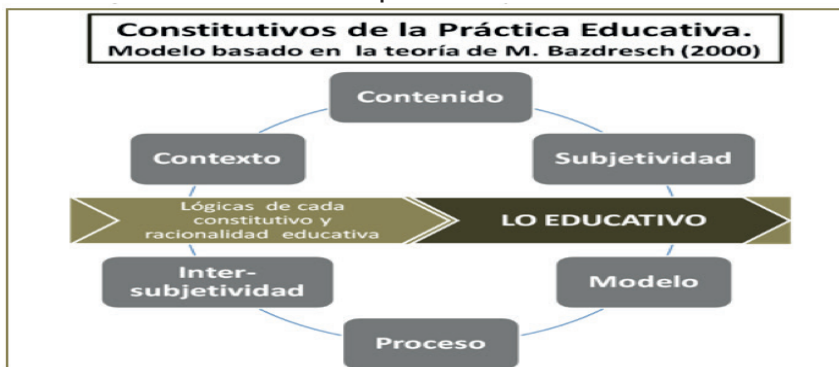 Constitutivos de la Práctica Educativa.
Modelo basado en la teoría de M. Bazdresch (2000)
Contenido
Contexto
Subjetividad
Lógicas de cada
constitutivo y
racionalidad educativa
LO EDUCATIVO
Inter-
subjetividad
Modelo
Proceso